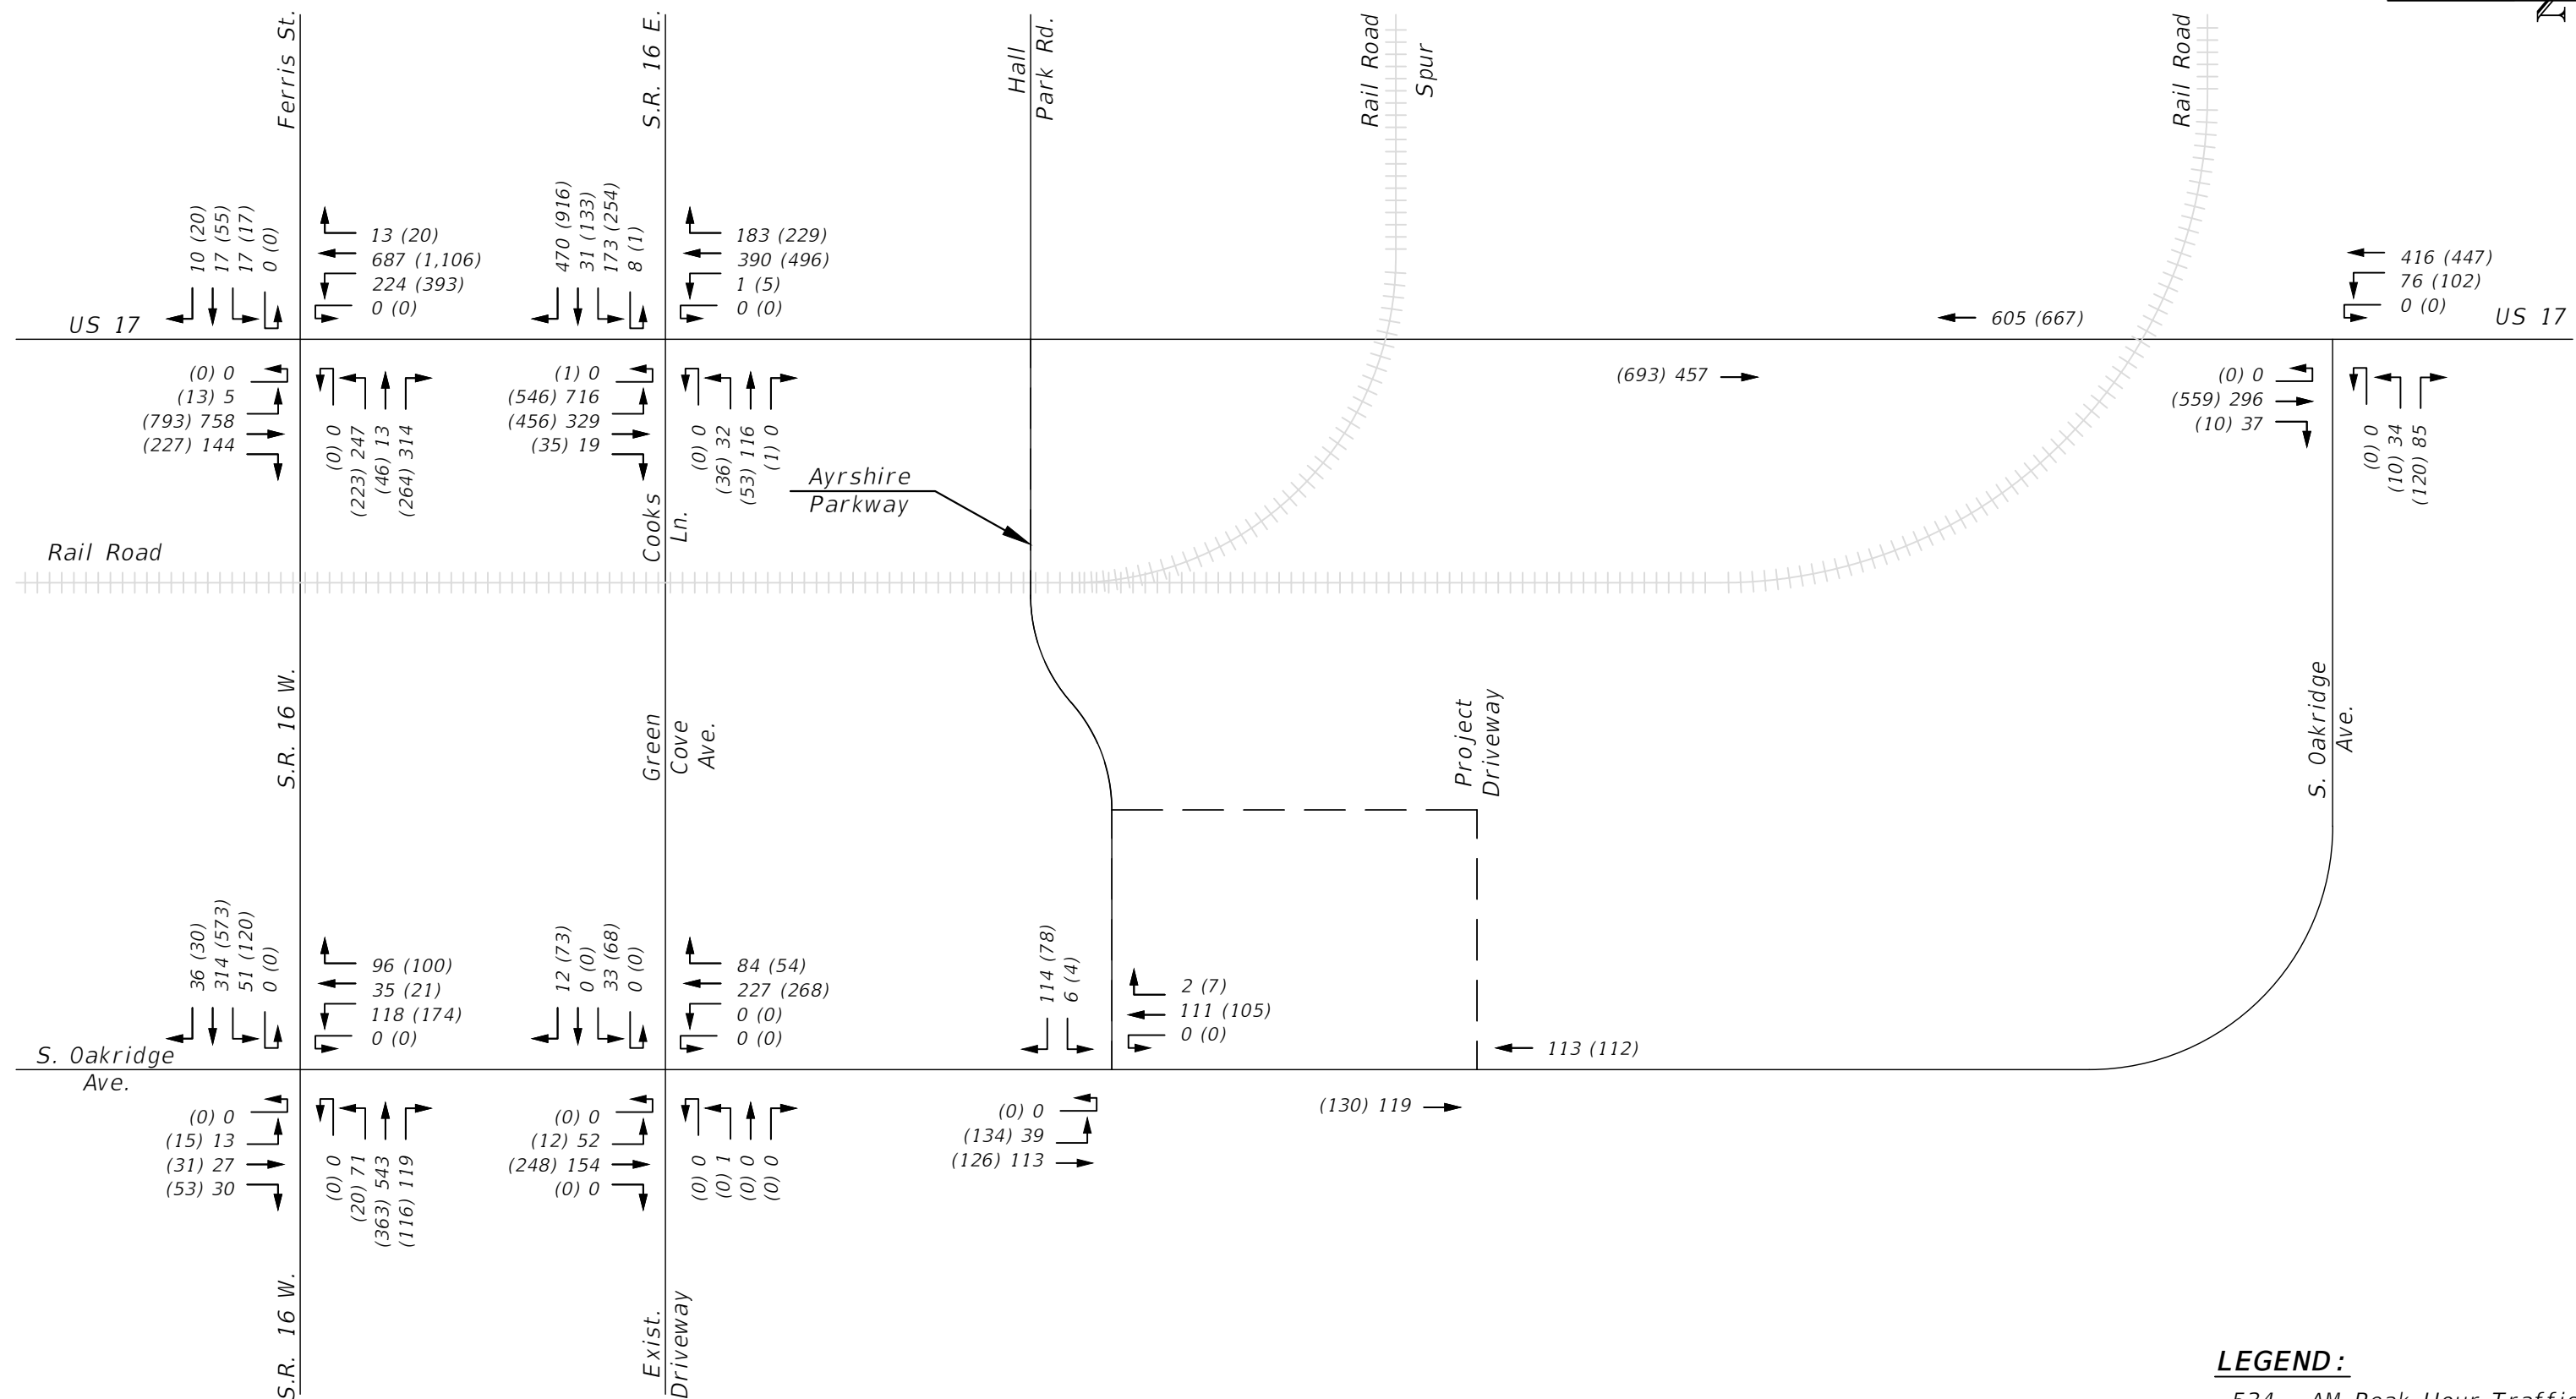 Ferris St.
S.R. 16 E.
Hall
Park Rd.
Rail Road
Spur
Rail Road
10 (20)
17 (55)
17 (17)
0 (0)
13 (20)
687 (1,106)
224 (393)
0 (0)
470 (916)
31 (133)
173 (254)
8 (1)
183 (229)
390 (496)
1 (5)
0 (0)
416 (447)
76 (102)
0 (0)
US 17
605 (667)
US 17
(0) 0
(13) 5
(793) 758
(227) 144
(0) 0
(223) 247
(46) 13
(264) 314
(1) 0
(546) 716
(456) 329
(35) 19
(0) 0
(36) 32
(53) 116
(1) 0
(693) 457
(0) 0
(559) 296
(10) 37
(0) 0
(10) 34
(120) 85
Cooks
Ln.
Ayrshire
Parkway
Rail Road
S.R. 16 W.
Green
Cove
Ave.
Project
Driveway
S. Oakridge
Ave.
36 (30)
314 (573)
51 (120)
0 (0)
96 (100)
35 (21)
118 (174)
0 (0)
12 (73)
0 (0)
33 (68)
0 (0)
84 (54)
227 (268)
0 (0)
0 (0)
114 (78)
6 (4)
2 (7)
111 (105)
0 (0)
113 (112)
S. Oakridge
Ave.
(0) 0
(15) 13
(31) 27
(53) 30
(0) 0
(20) 71
(363) 543
(116) 119
(0) 0
(12) 52
(248) 154
(0) 0
(0) 0
(0) 1
(0) 0
(0) 0
(0) 0
(134) 39
(126) 113
(130) 119
S.R. 16 W.
Exist.
Driveway
LEGEND:
534 AM Peak Hour Traffic